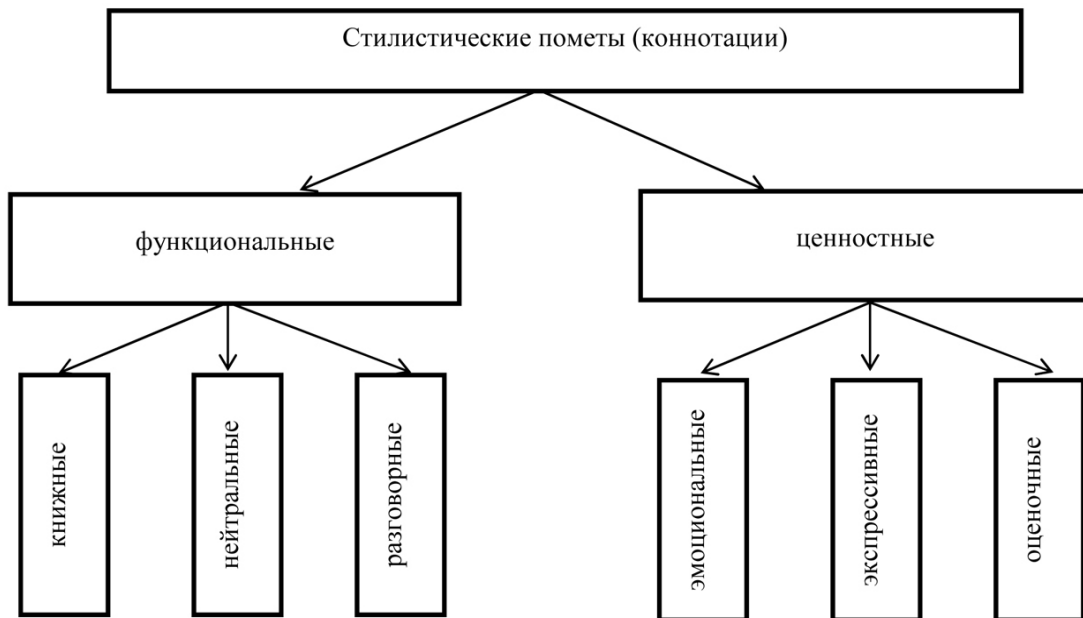 Стилистические пометы (коннотации)
функциональные
ценностные
книжные
нейтральные
разговорные
эмоциональные
экспрессивные
оценочные